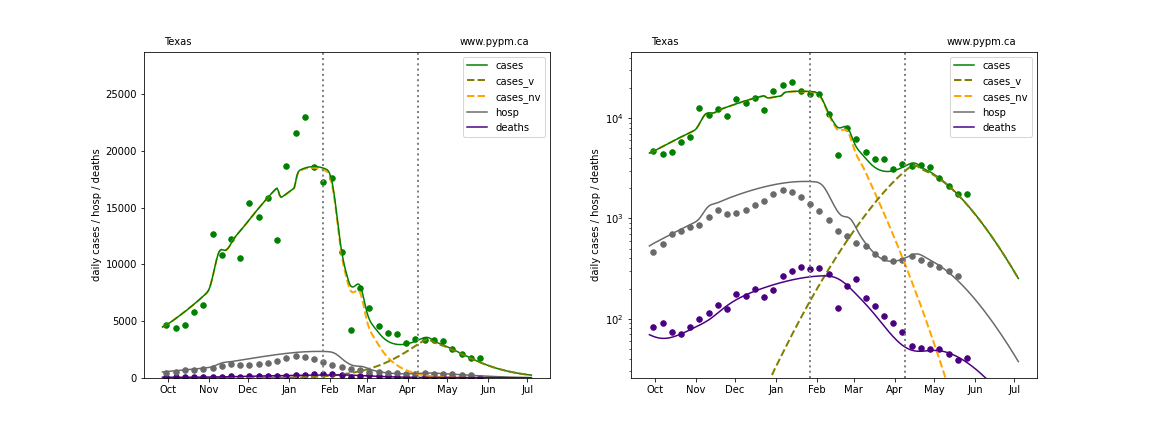 Texas www.pypm.ca
cases
cases_v
cases_nv
hosp
deaths
daily cases / hosp / deaths
25000
20000
15000
10000
5000
0
Oct Nov Dec Jan Feb Mar Apr May Jun Jul
Texas www.pypm.ca
cases
cases_v
cases_nv
hosp
deaths
daily cases / hosp / deaths
10⁴
10³
10²
Oct Nov Dec Jan Feb Mar Apr May Jun Jul